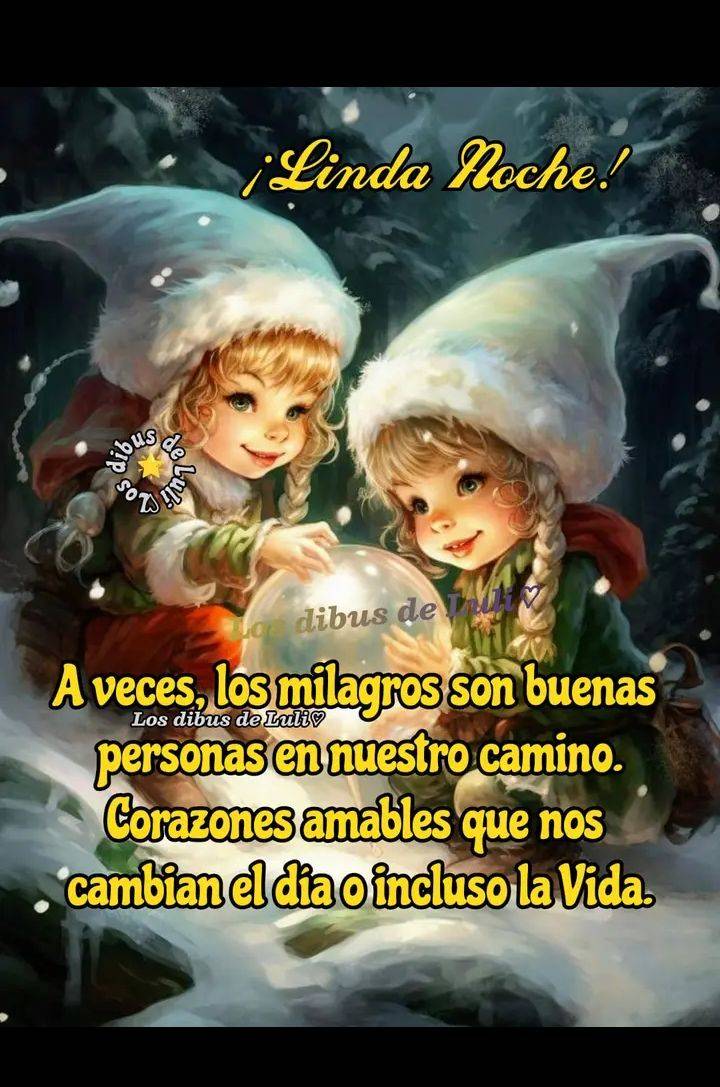 ¡Linda Noche!
Los dibus de Luli♡
Los dibus de Luli♡
A veces, los milagros son buenas
Los dibus de Luli♡
personas en nuestro camino.
Corazones amables que nos
cambian el día o incluso la Vida.